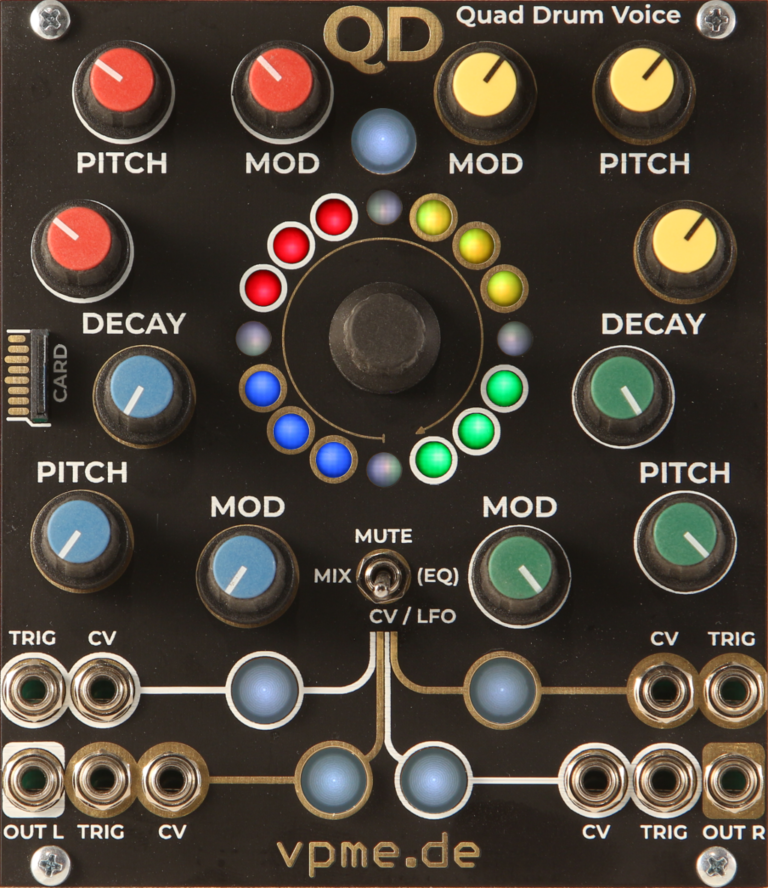 QD
Quad Drum Voice
PITCH
MOD
MOD
PITCH
DECAY
DECAY
CARD
PITCH
PITCH
MOD
MOD
MUTE
MIX
(EQ)
CV / LFO
TRIG
CV
CV
TRIG
OUT L
TRIG
CV
CV
TRIG
OUT R
vpme.de